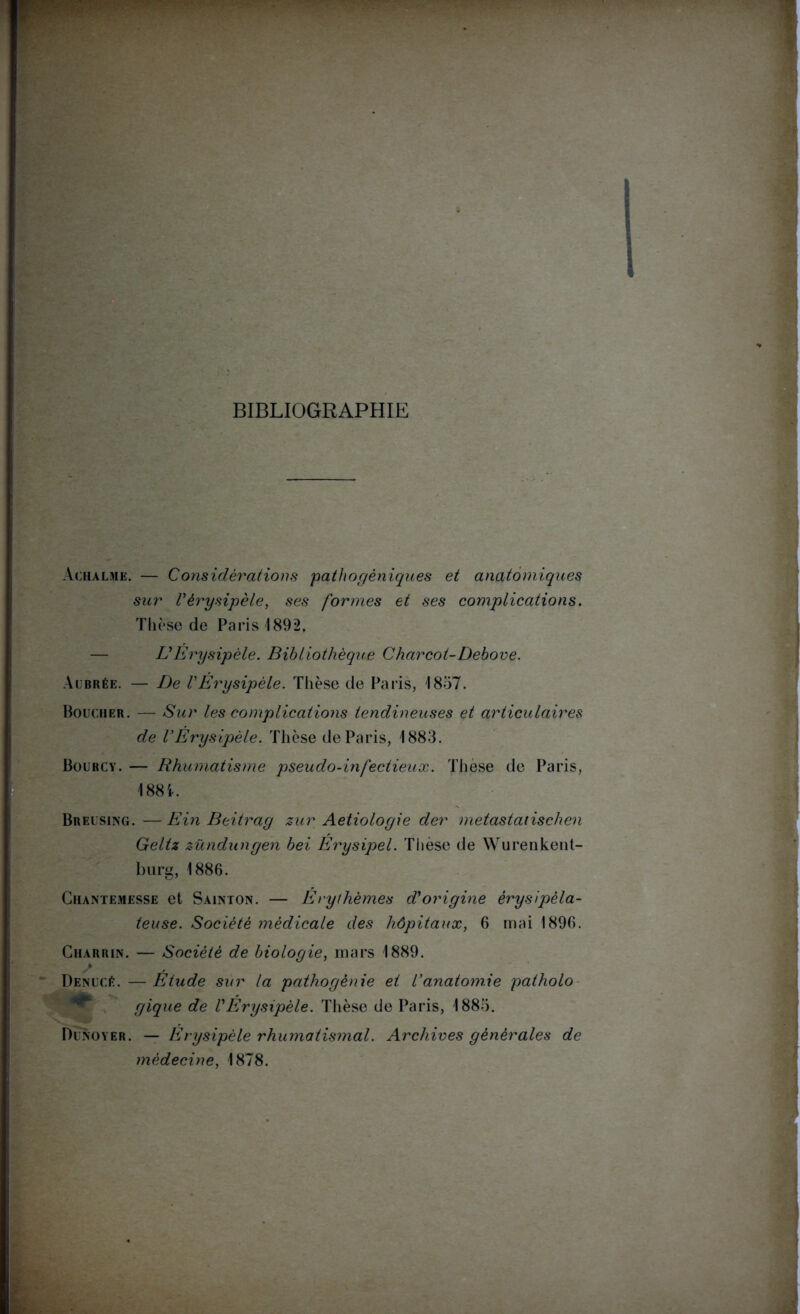 BIBLIOGRAPHIE
Achalme. — Considérations pathogéniques et anatomiques
sur l'érysipèle, ses formes et ses complications.
Thèse de Paris 1892.
— L'Érysipèle. Bibliothèque Charcot-Debove.
Aubrée. — De l'Érysipèle. Thèse de Paris, 1857.
Boucher. — Sur les complications tendineuses et articulaires
de l'Érysipèle. Thèse de Paris, 1883.
Bourcy. — Rhumatisme pseudo-infectieux. Thèse de Paris,
1884.
Breusing. — Ein Beitrag zur Aetiologie der metastatischen
Geltz zündungen bei Érysipel. Thèse de Wurenkent-
burg, 1886.
Chantemesse et Sainton. — Érythèmes d'origine érysipéla-
teuse. Société médicale des hôpitaux, 6 mai 1896.
Charrin. — Société de biologie, mars 1889.
Denucé. — Étude sur la pathogénie et l'anatomie patholo
gique de l'Érysipèle. Thèse de Paris, 1885.
Duñoyer. — Érysipèle rhumatismal. Archives générales de
médecine, 1878.